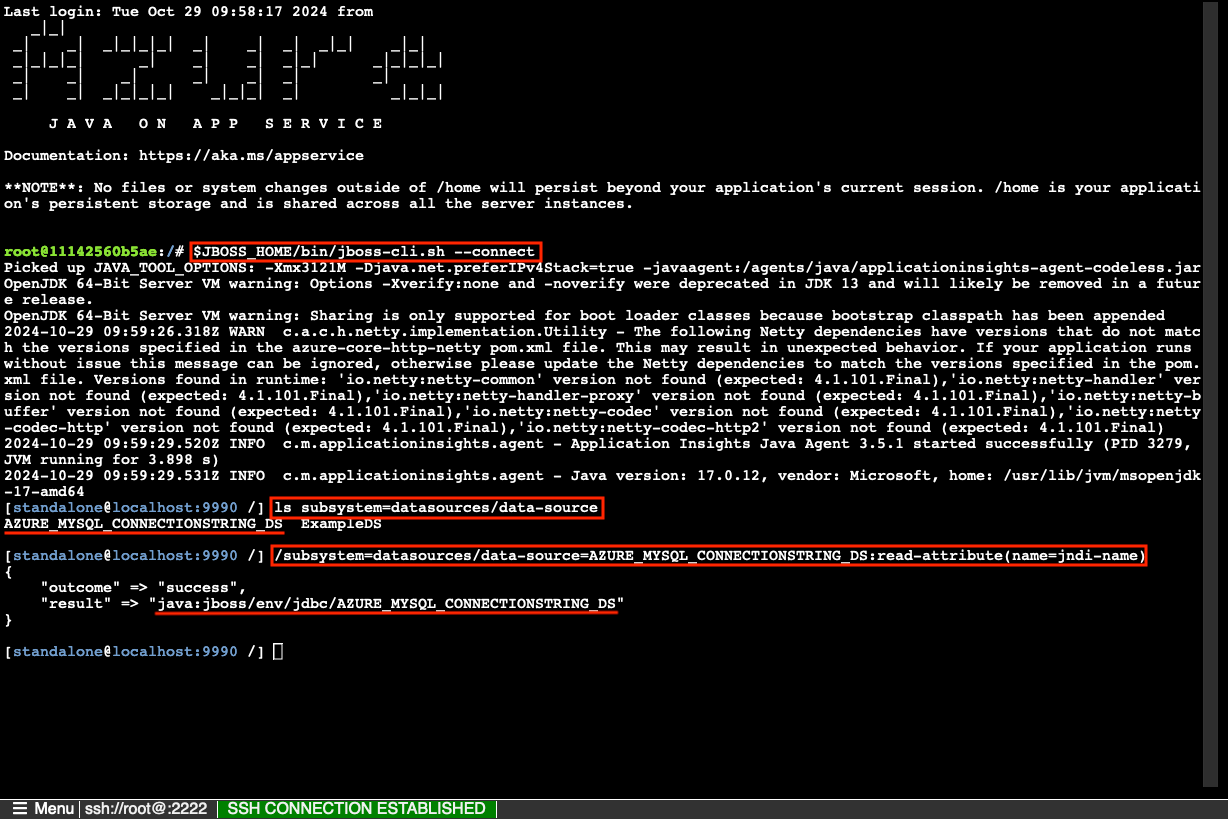 Last login: Tue Oct 29 09:58:17 2024 from
Azure
JAVA ON APP SERVICE
Documentation: https://aka.ms/appservice
**NOTE**: No files or system changes outside of /home will persist beyond your application's current session. /home is your applicati
on's persistent storage and is shared across all the server instances.
root@11142560b5ae:/# $JBOSS_HOME/bin/jboss-cli.sh --connect
Picked up JAVA_TOOL_OPTIONS: -Xmx3121M -Djava.net.preferIPv4Stack=true -javaagent:/agents/java/applicationinsights-agent-codeless.jar
OpenJDK 64-Bit Server VM warning: Options -Xverify:none and -noverify were deprecated in JDK 13 and will likely be removed in a futur
e release.
OpenJDK 64-Bit Server VM warning: Sharing is only supported for boot loader classes because bootstrap classpath has been appended
2024-10-29 09:59:26.318Z WARN  c.a.c.h.netty.implementation.Utility - The following Netty dependencies have versions that do not matc
h the versions specified in the azure-core-http-netty pom.xml file. This may result in unexpected behavior. If your application runs
without issue this message can be ignored, otherwise please update the Netty dependencies to match the versions specified in the pom.
xml file. Versions found in runtime: 'io.netty:netty-common' version not found (expected: 4.1.101.Final),'io.netty:netty-handler' ver
sion not found (expected: 4.1.101.Final),'io.netty:netty-handler-proxy' version not found (expected: 4.1.101.Final),'io.netty:netty-b
uffer' version not found (expected: 4.1.101.Final),'io.netty:netty-codec' version not found (expected: 4.1.101.Final),'io.netty:netty
-codec-http' version not found (expected: 4.1.101.Final),'io.netty:netty-codec-http2' version not found (expected: 4.1.101.Final)
2024-10-29 09:59:29.520Z INFO  c.m.applicationinsights.agent - Application Insights Java Agent 3.5.1 started successfully (PID 3279,
JVM running for 3.898 s)
2024-10-29 09:59:29.531Z INFO  c.m.applicationinsights.agent - Java version: 17.0.12, vendor: Microsoft, home: /usr/lib/jvm/msopenjdk
-17-amd64
[standalone@localhost:9990 /] ls subsystem=datasources/data-source
AZURE_MYSQL_CONNECTIONSTRING_DS  ExampleDS
[standalone@localhost:9990 /] /subsystem=datasources/data-source=AZURE_MYSQL_CONNECTIONSTRING_DS:read-attribute(name=jndi-name)
{
    "outcome" => "success",
    "result" => "java:jboss/env/jdbc/AZURE_MYSQL_CONNECTIONSTRING_DS"
}
[standalone@localhost:9990 /]
☰ Menu ssh://root@:2222 SSH CONNECTION ESTABLISHED